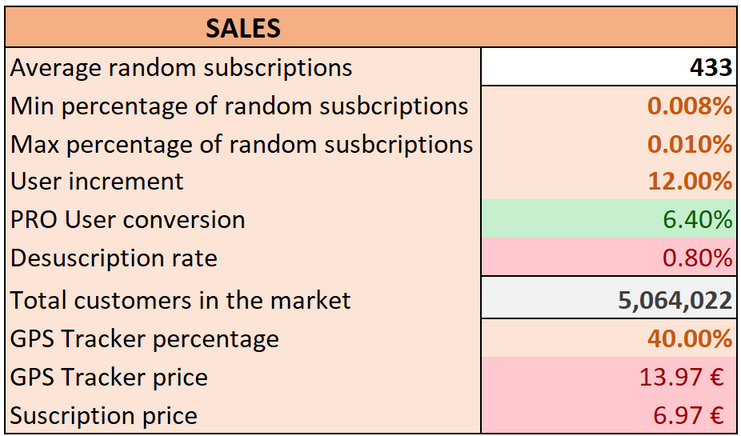 SALES
Average random subscriptions 433
Min percentage of random susbcriptions 0.008%
Max percentage of random susbcriptions 0.010%
User increment 12.00%
PRO User conversion 6.40%
Desuscription rate 0.80%
Total customers in the market 5,064,022
GPS Tracker percentage 40.00%
GPS Tracker price 13.97 €
Suscription price 6.97 €